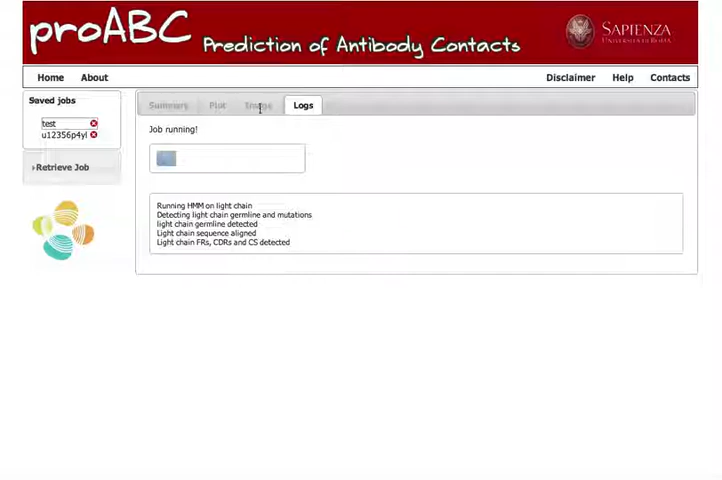 proABC Prediction of Antibody Contacts
SAPIENZA
UNIVERSITÀ DI ROMA
Home About Disclaimer Help Contacts
Saved jobs
test
u12356p4yl
›Retrieve Job
Summary Plot Image Logs
Job running!
Running HMM on light chain
Detecting light chain germline and mutations
light chain germline detected
Light chain sequence aligned
Light chain FRs, CDRs and CS detected